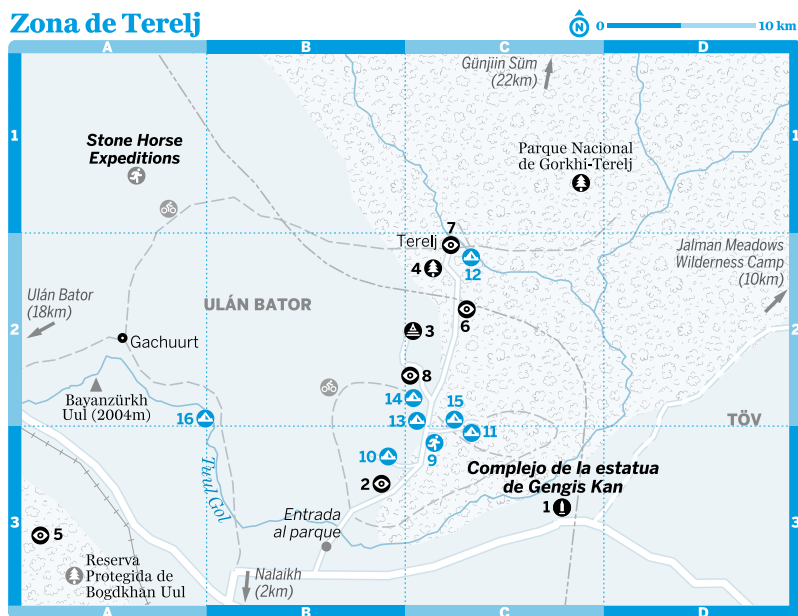 Zona de Terelj
N
0
10 km
A
B
C
D
Günjiin Süm
(22km)
1
1
Stone Horse
Expeditions
Parque Nacional
de Gorkhi-Terelj
7
Terelj
4
12
Jalman Meadows
Wilderness Camp
(10km)
Ulán Bator
(18km)
ULÁN BATOR
6
2
2
3
Gachuurt
8
Bayanzürkh
Uul (2004m)
14
15
16
13
11
TÖV
9
10
Tuul Gol
Complejo de la estatua
de Gengis Kan
2
1
Entrada
al parque
3
3
5
Reserva
Protegida de
Bogdkhan Uul
Nalaikh
(2km)
A
B
C
D